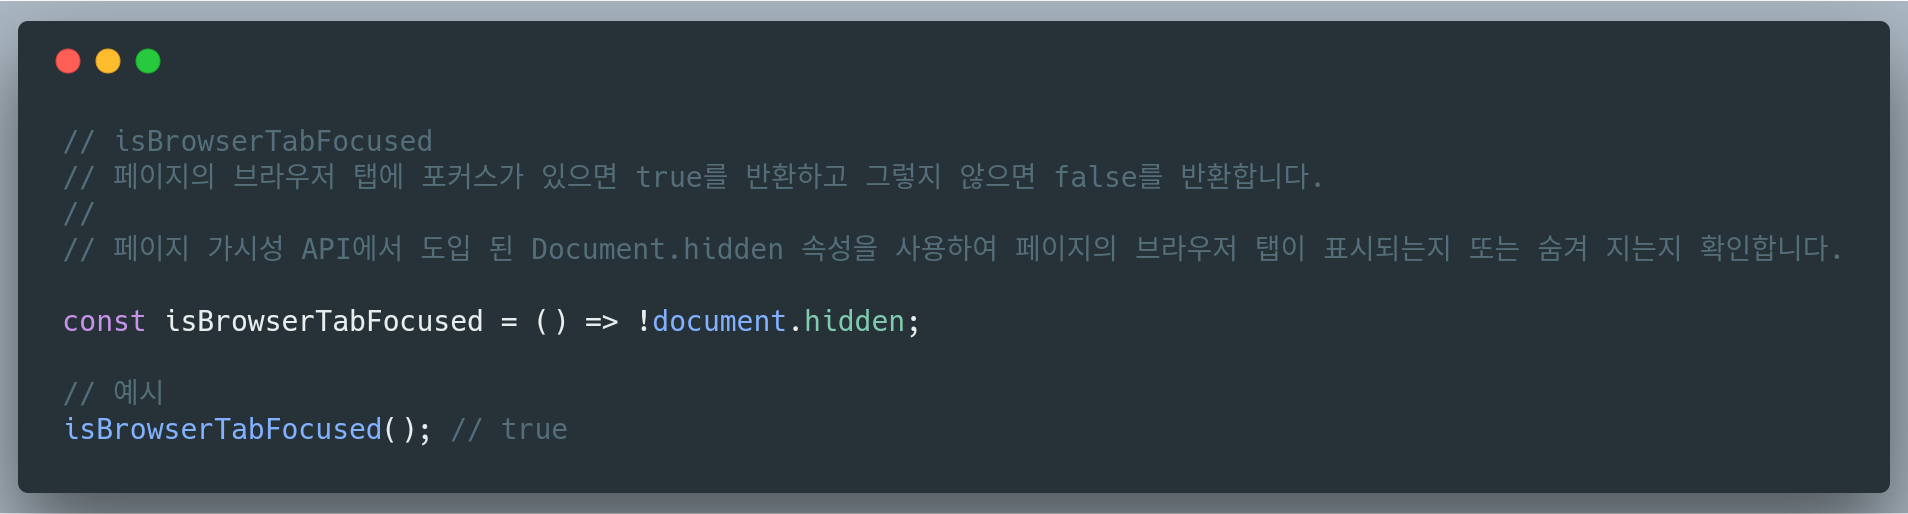 // isBrowserTabFocused
// 페이지의 브라우저 탭에 포커스가 있으면 true를 반환하고 그렇지 않으면 false를 반환합니다.
//
// 페이지 가시성 API에서 도입 된 Document.hidden 속성을 사용하여 페이지의 브라우저 탭이 표시되는지 또는 숨겨 지는지 확인합니다.
const isBrowserTabFocused = () => !document.hidden;
// 예시
isBrowserTabFocused(); // true